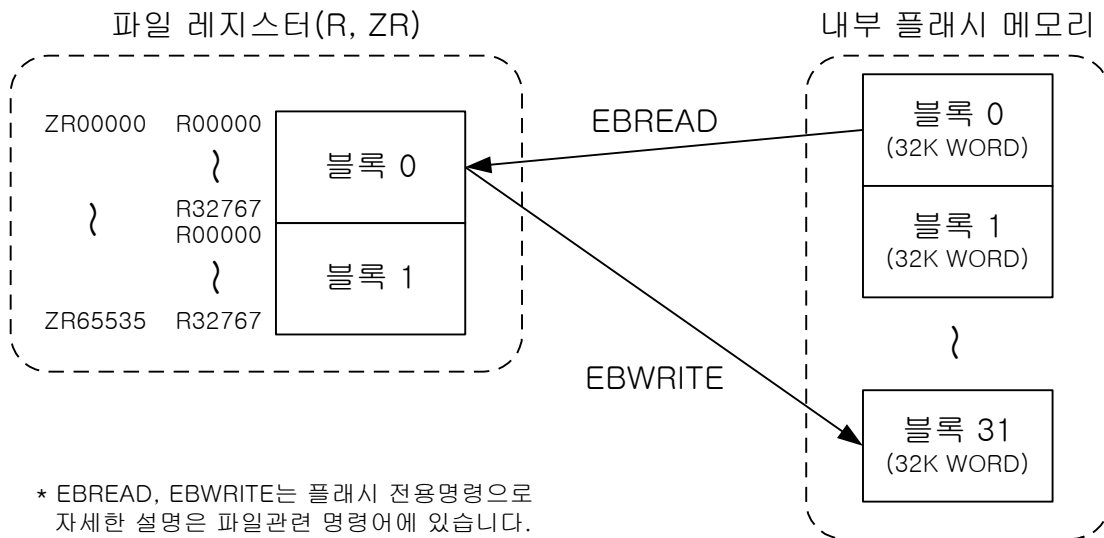 파일 레지스터(R, ZR)
내부 플래시 메모리
ZR00000 R00000
~
R32767
블록 0
~
R00000
~
ZR65535 R32767
블록 1
EBREAD
EBWRITE
블록 0
(32K WORD)
블록 1
(32K WORD)
~
블록 31
(32K WORD)
* EBREAD, EBWRITE는 플래시 전용명령으로
자세한 설명은 파일관련 명령어에 있습니다.